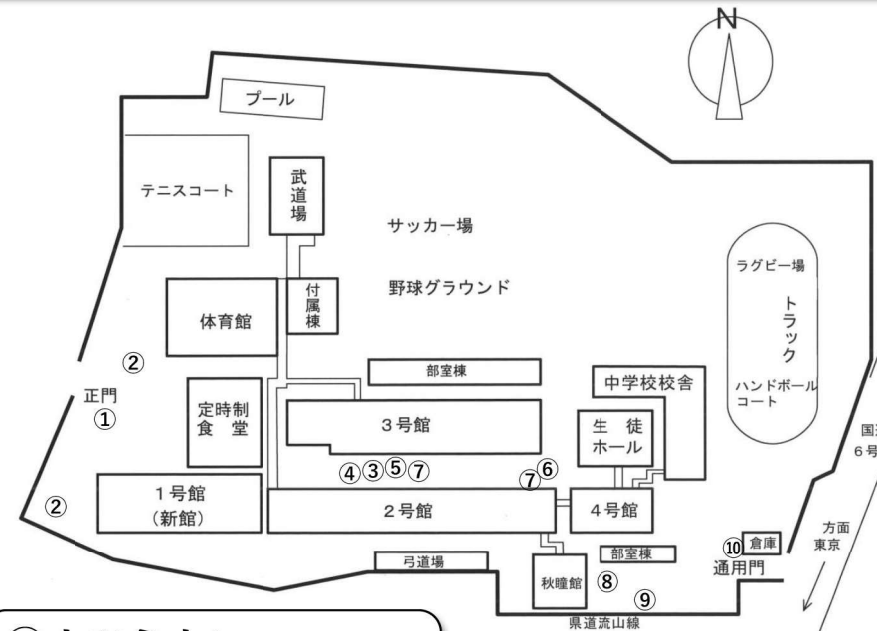 N
プール
武道場
テニスコート
サッカー場
ラグビー場
付属棟
野球グラウンド
トラック
体育館
②
部室棟
中学校校舎
正門
①
定時制
食堂
3号館
生徒
ホール
ハンドボール
コート
国
6号
④③⑤⑦
⑦⑥
②
1号館
(新館)
2号館
4号館
方面
東京
⑩
倉庫
通用門
弓道場
部室棟
秋瞳館
⑧
⑨
県道流山線